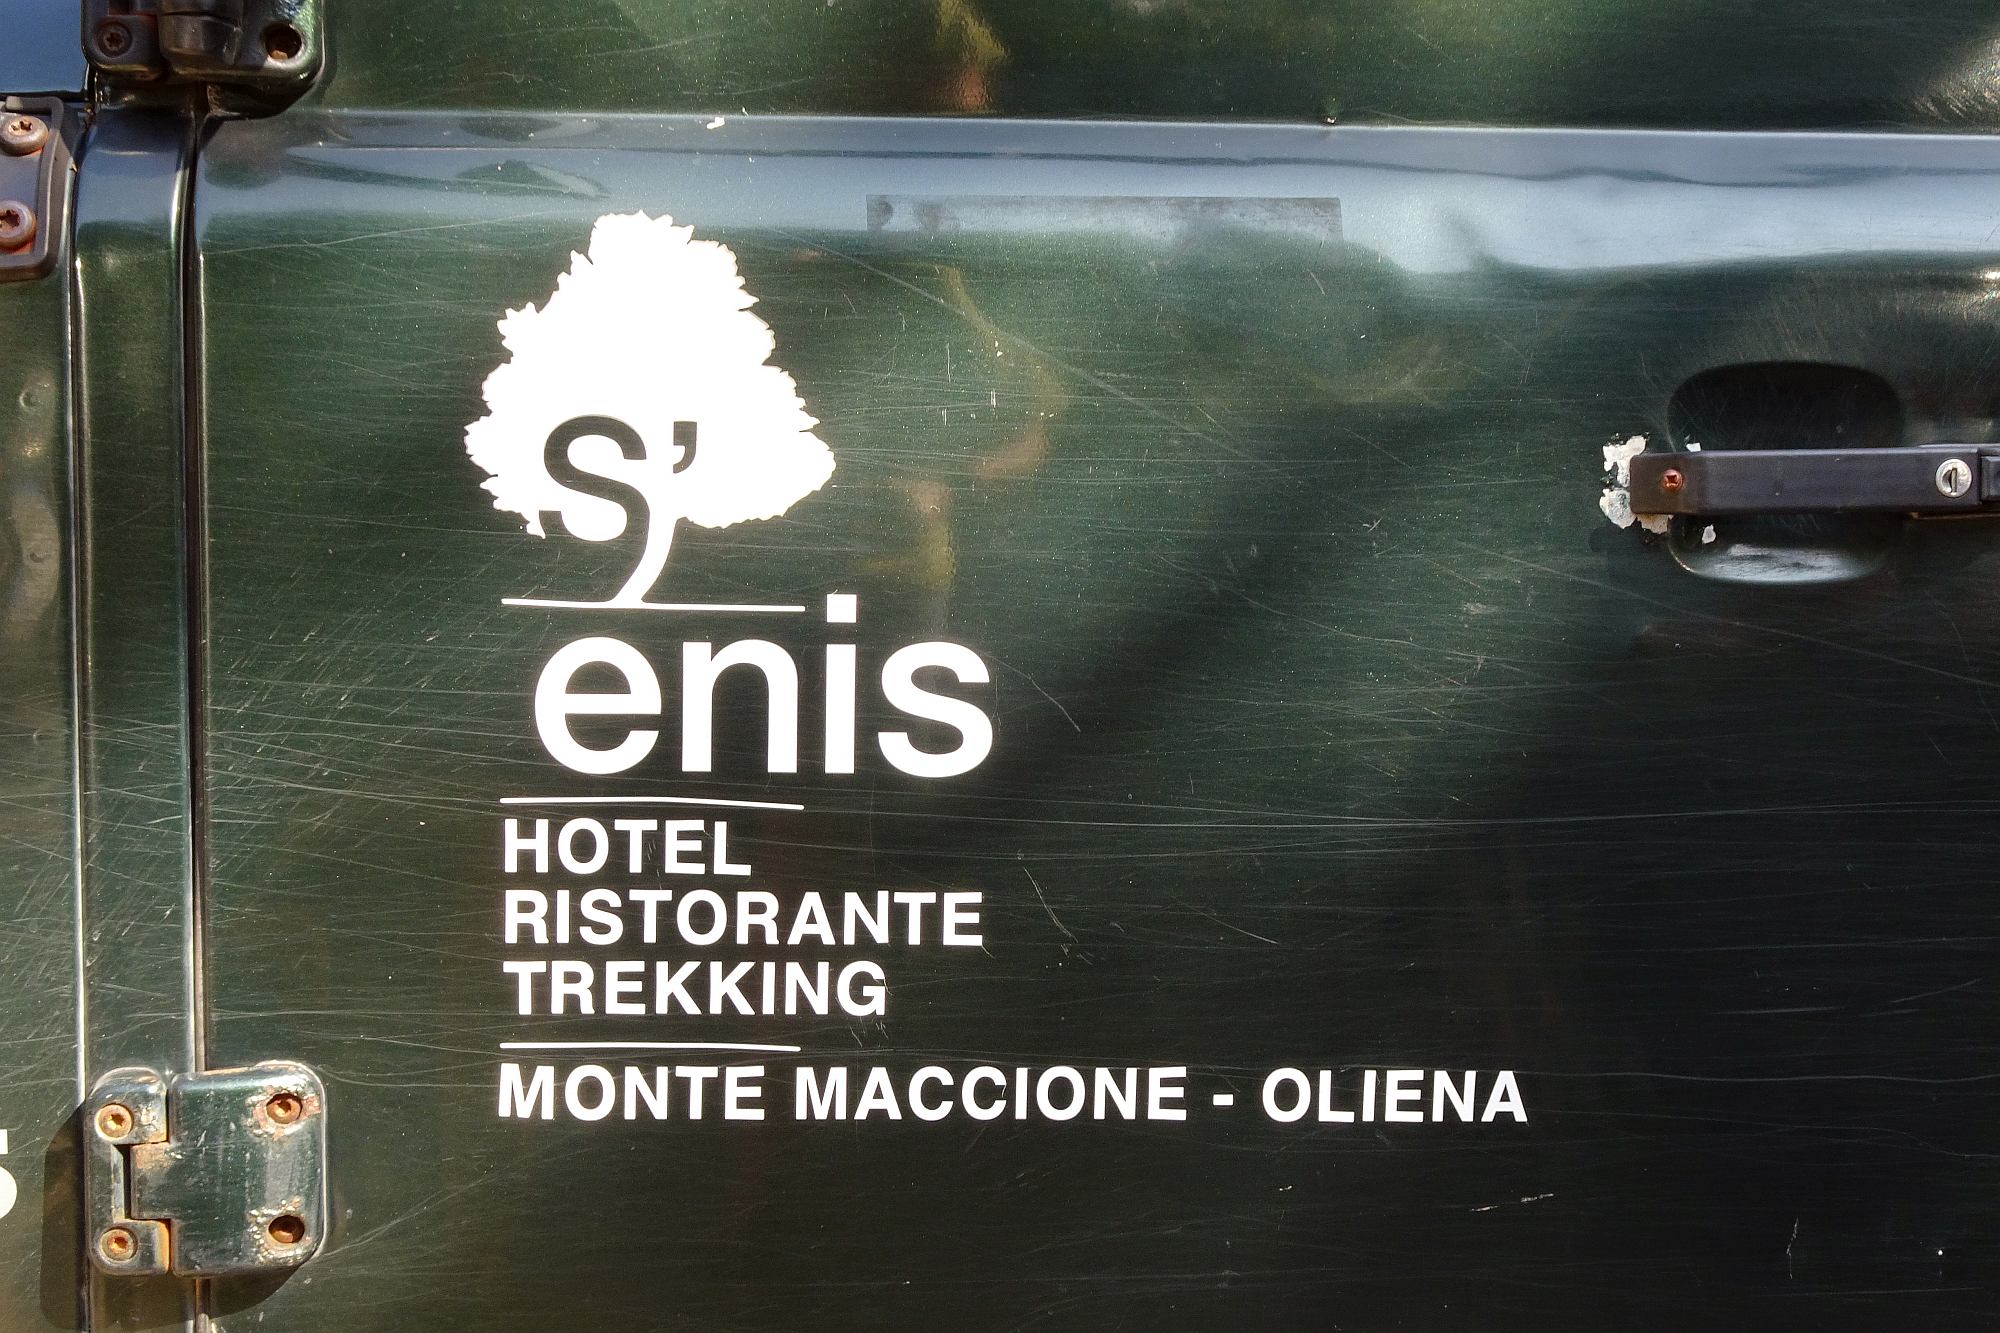 s'
enis
HOTEL
RISTORANTE
TREKKING
MONTE MACCIONE - OLIENA